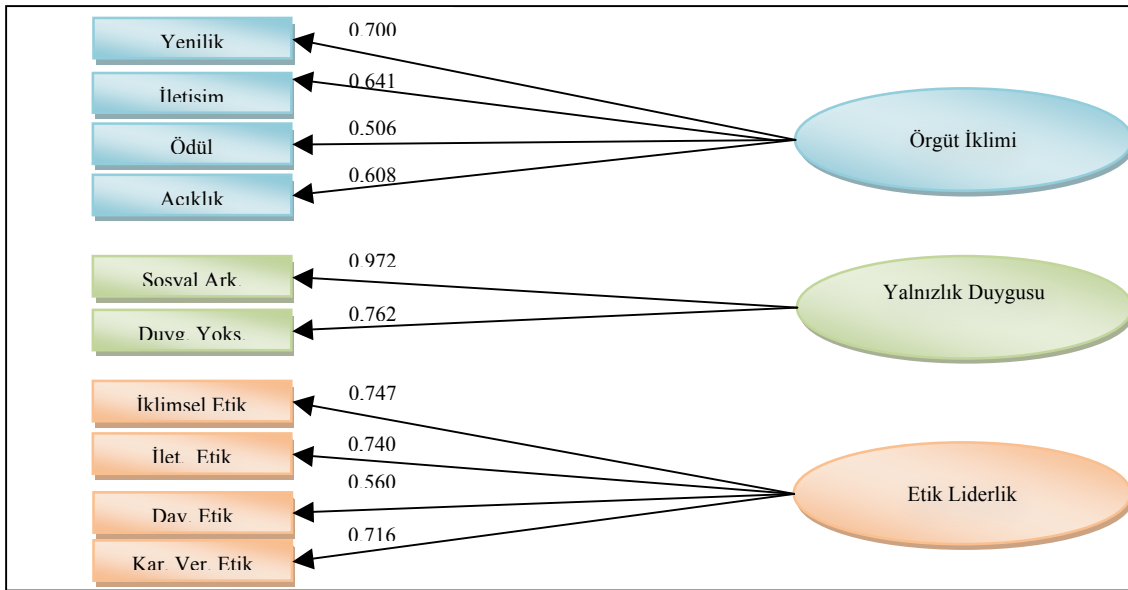 Yenilik
0.700
İletişim
0.641
Ödül
0.506
Açıklık
0.608
Örgüt İklimi
Sosyal Ark.
0.972
Duyg. Yoks.
0.762
Yalnızlık Duygusu
İklimsel Etik
0.747
İlet. Etik
0.740
Dav. Etik
0.560
Kar. Ver. Etik
0.716
Etik Liderlik